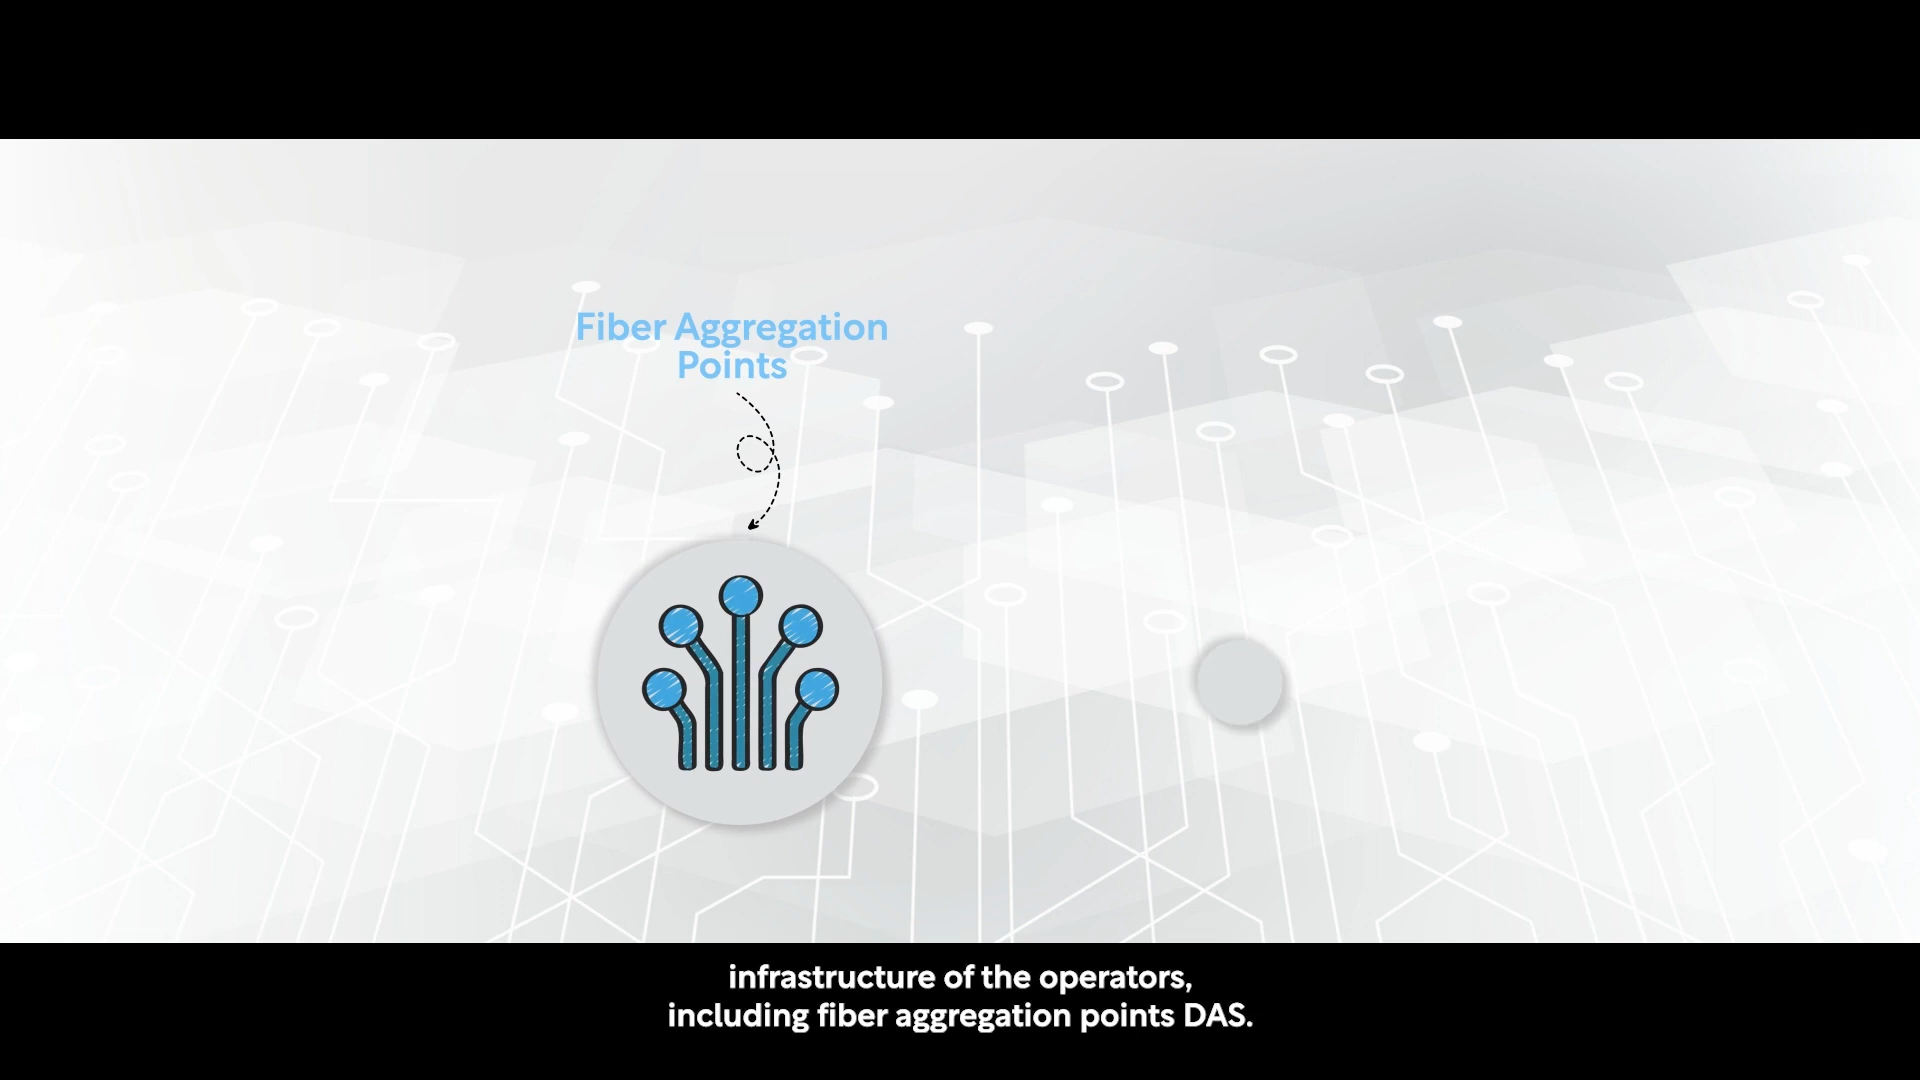 Fiber Aggregation
Points
infrastructure of the operators,
including fiber aggregation points DAS.